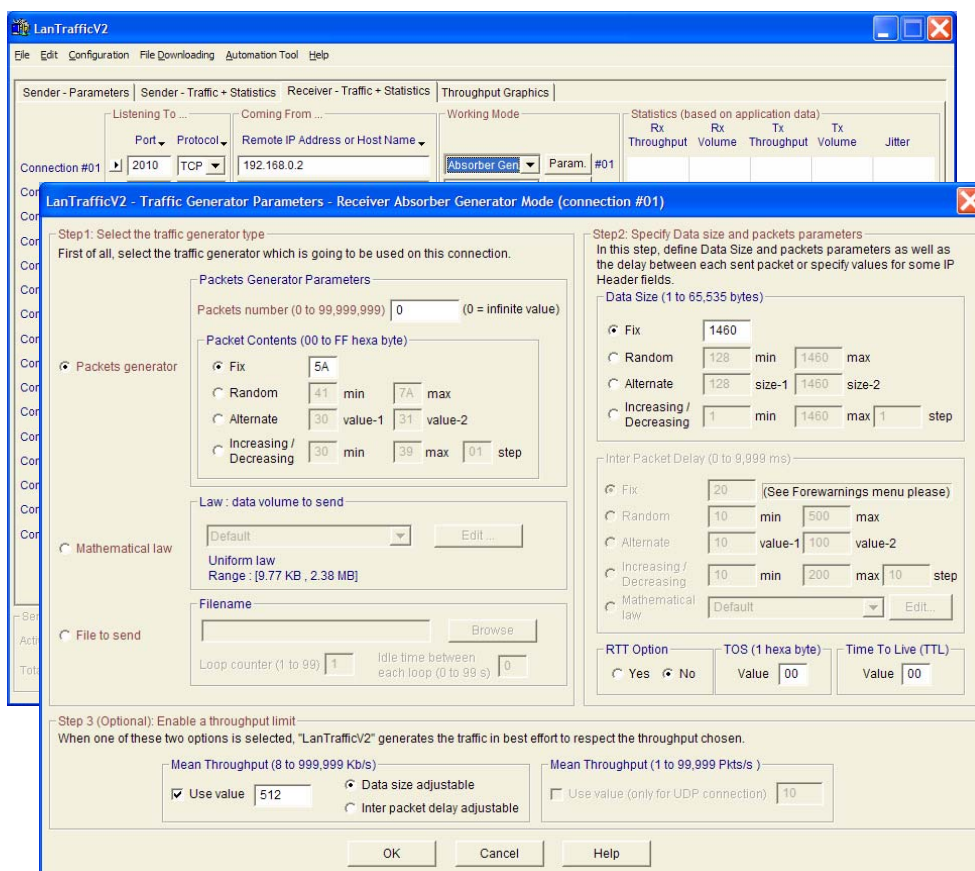 LanTrafficV2
File Edit Configuration File Downloading Automation Tool Help
Sender - Parameters Sender - Traffic + Statistics Receiver - Traffic + Statistics Throughput Graphics
Listening To ... Coming From ... Working Mode Statistics (based on application data)
Port Protocol Remote IP Address or Host Name Rx Throughput Rx Volume Tx Throughput Tx Volume Jitter
Connection #01 2010 TCP 192.168.0.2 Absorber Gen Param. #01
LanTrafficV2 - Traffic Generator Parameters - Receiver Absorber Generator Mode (connection #01)
Step1: Select the traffic generator type
First of all, select the traffic generator which is going to be used on this connection.
Packets Generator Parameters
Packets number (0 to 99,999,999) 0 (0 = infinite value)
Packet Contents (00 to FF hexa byte)
Packets generator
Fix 5A
Random 41 min 7A max
Alternate 30 value-1 31 value-2
Increasing / Decreasing 30 min 39 max 01 step
Law : data volume to send
Mathematical law
Default Edit ...
Uniform law
Range : [9.77 KB , 2.38 MB]
Filename
File to send
Browse
Loop counter (1 to 99) 1 Idle time between each loop (0 to 99 s) 0
Step2: Specify Data size and packets parameters
In this step, define Data Size and packets parameters as well as
the delay between each sent packet or specify values for some IP
Header fields.
Data Size (1 to 65,535 bytes)
Fix 1460
Random 128 min 1460 max
Alternate 128 size-1 1460 size-2
Increasing / Decreasing 1 min 1460 max 1 step
Inter Packet Delay (0 to 9,999 ms)
Fix 20 (See Forewarnings menu please)
Random 10 min 500 max
Alternate 10 value-1 100 value-2
Increasing / Decreasing 10 min 200 max 10 step
Mathematical law Default Edit...
RTT Option TOS (1 hexa byte) Time To Live (TTL)
Yes No Value 00 Value 00
Step 3 (Optional): Enable a throughput limit
When one of these two options is selected, "LanTrafficV2" generates the traffic in best effort to respect the throughput chosen.
Mean Throughput (8 to 999,999 Kb/s) Mean Throughput (1 to 99,999 Pkts/s )
Use value 512 Data size adjustable
Inter packet delay adjustable
Use value (only for UDP connection) 10
OK Cancel Help